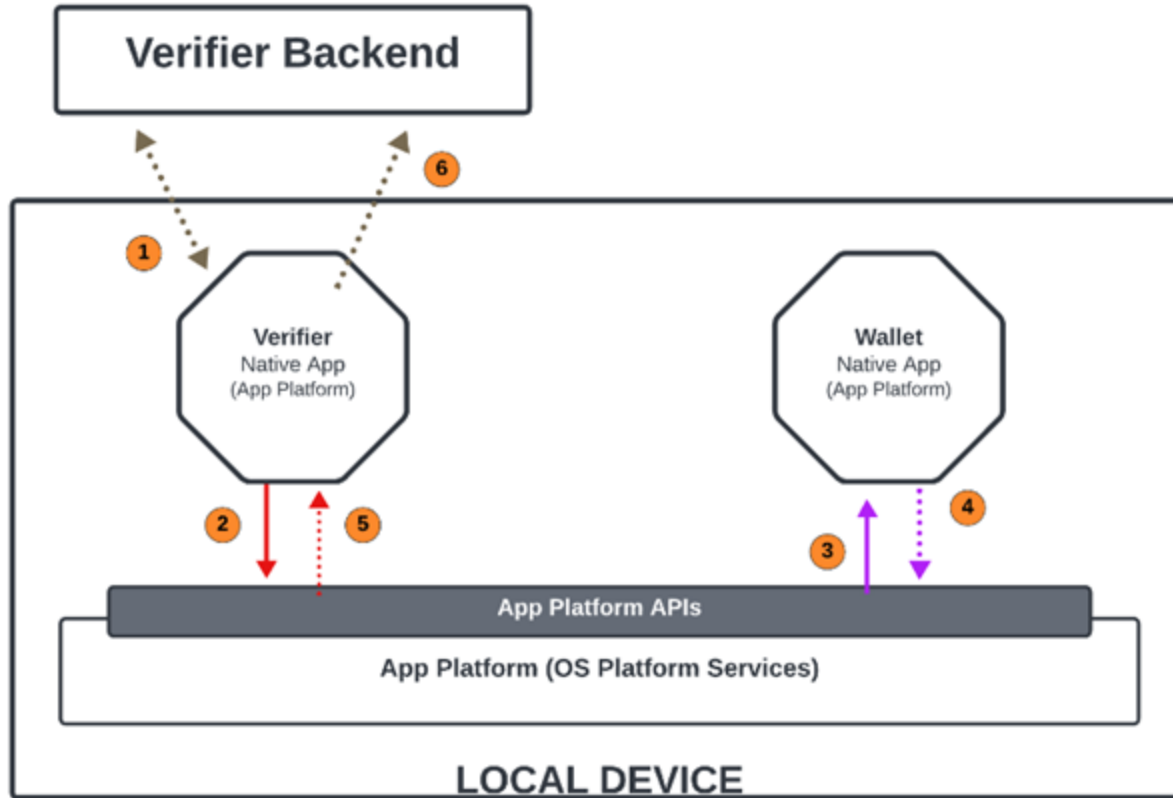 Verifier Backend
6
1
Verifier
Native App
(App Platform)
Wallet
Native App
(App Platform)
2
5
3
4
App Platform APIs
App Platform (OS Platform Services)
LOCAL DEVICE